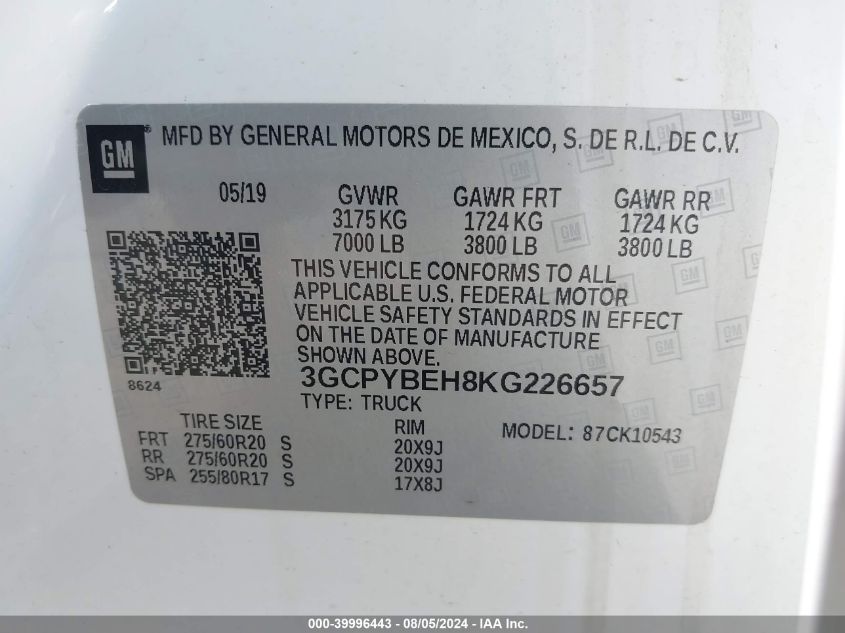 GM ® MFD BY GENERAL MOTORS DE MEXICO, S. DE R.L. DE C.V.
05/19 GVWR GAWR FRT GAWR RR
3175 KG 1724 KG 1724 KG
7000 LB 3800 LB 3800 LB
THIS VEHICLE CONFORMS TO ALL
APPLICABLE U.S. FEDERAL MOTOR
VEHICLE SAFETY STANDARDS IN EFFECT
ON THE DATE OF MANUFACTURE
SHOWN ABOVE.
8624 3GCPYBEH8KG226657
TYPE: TRUCK
TIRE SIZE RIM MODEL: 87CK10543
FRT 275/60R20 S 20X9J
RR 275/60R20 S 20X9J
SPA 255/80R17 S 17X8J
000-39996443 - 08/05/2024 - IAA Inc.